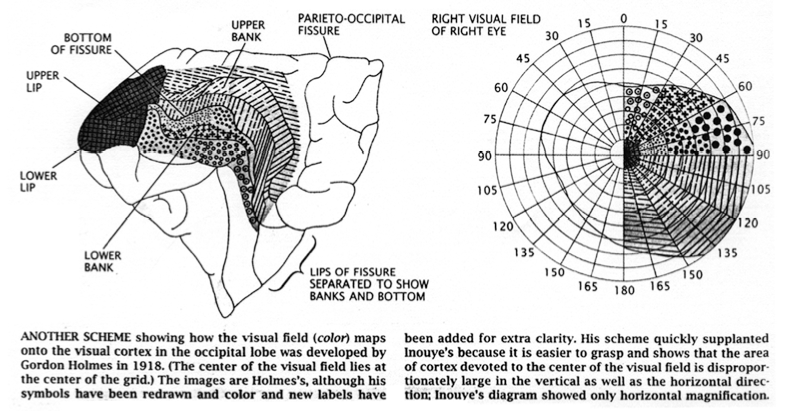 BOTTOM
OF FISSURE
UPPER
LIP
LOWER
LIP
LOWER
BANK
UPPER
BANK
PARIETO-OCCIPITAL
FISSURE
LIPS OF FISSURE
SEPARATED TO SHOW
BANKS AND BOTTOM
RIGHT VISUAL FIELD
OF RIGHT EYE
0
15
15
30
30
45
45
60
60
75
75
90
90
105
105
120
120
135
135
150
150
165
165
180
ANOTHER SCHEME showing how the visual field (color) maps
onto the visual cortex in the occipital lobe was developed by
Gordon Holmes in 1918. (The center of the visual field lies at
the center of the grid.) The images are Holmes's, although his
symbols have been redrawn and color and new labels have
been added for extra clarity. His scheme quickly supplanted
Inouye's because it is easier to grasp and shows that the area
of cortex devoted to the center of the visual field is dispropor-
tionately large in the vertical as well as the horizontal direc-
tion; Inouye's diagram showed only horizontal magnification.